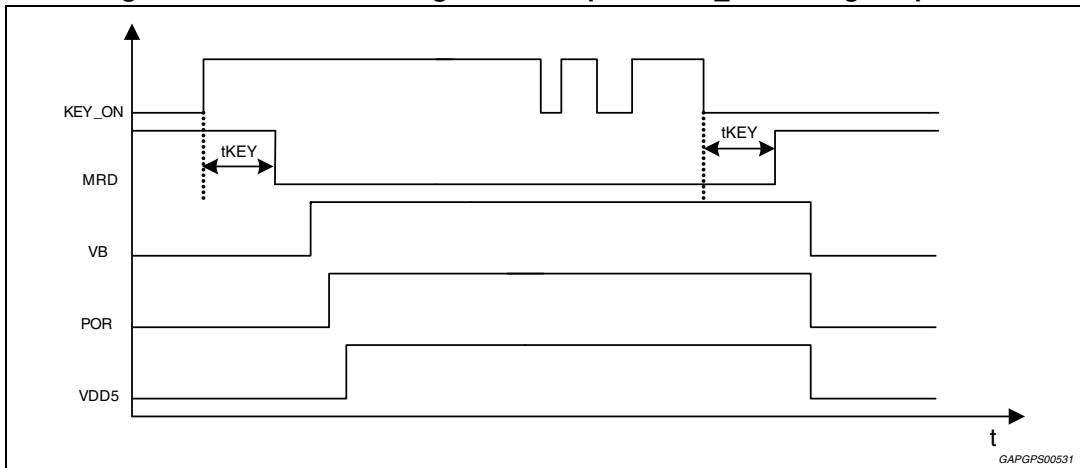 KEY_ON
tKEY
tKEY
MRD
VB
POR
VDD5
t
GAPGPS00531